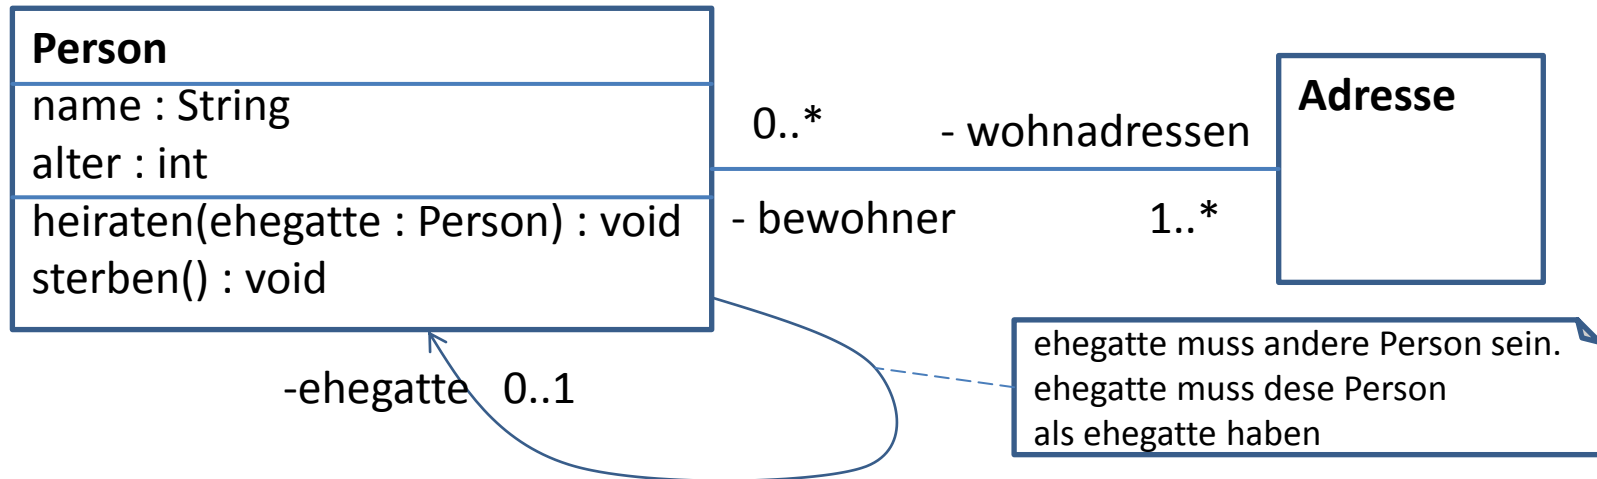 Person
name : String
alter : int
heiraten(ehegatte : Person) : void
sterben() : void
0..*
- wohnadressen
- bewohner
1..*
Adresse
-ehegatte 0..1
ehegatte muss andere Person sein.
ehegatte muss dese Person
als ehegatte haben